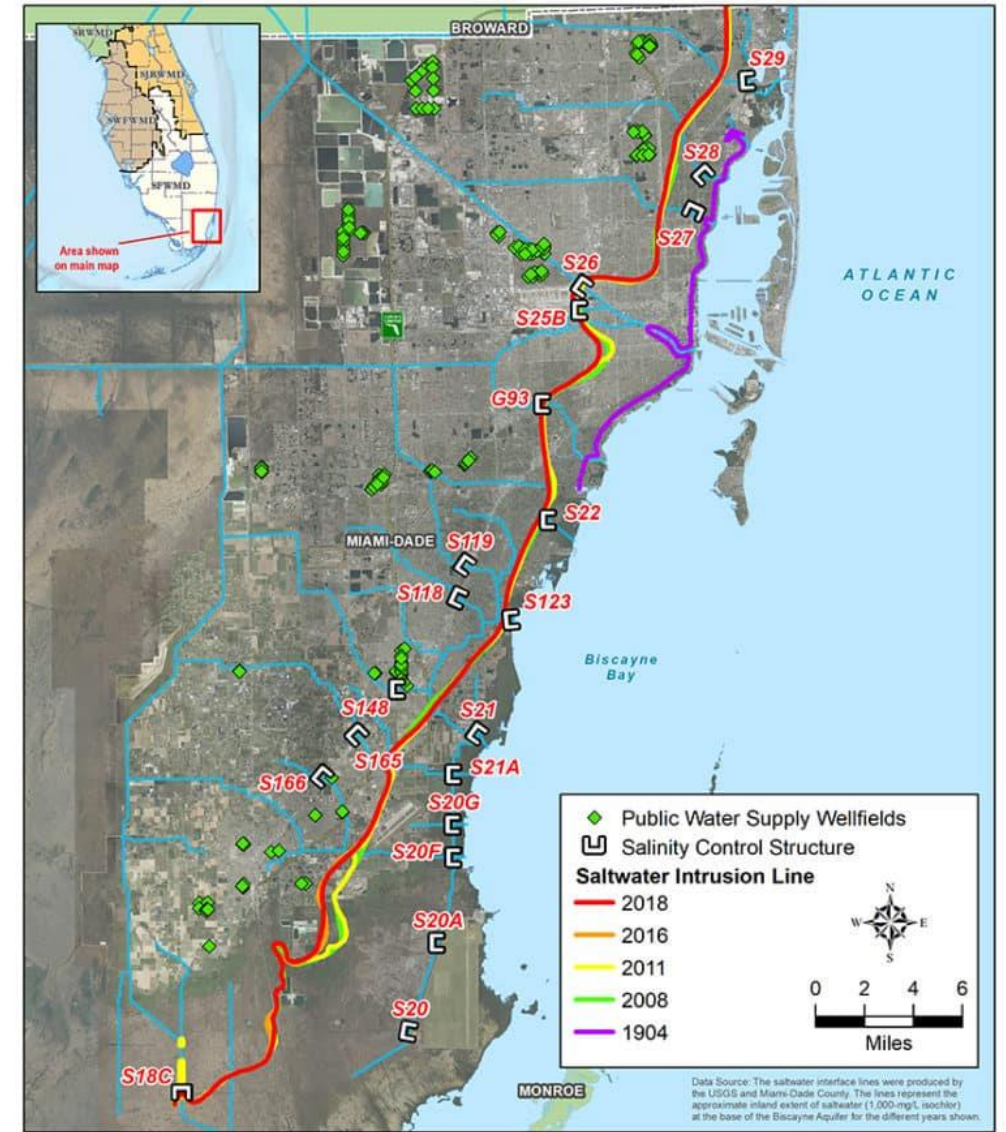 BROWARD
SRWMD
SJRWMD
SWFWMD
SFWMD
Area shown
on main map
S29
S28
S27
S26
S25B
ATLANTIC
OCEAN
G93
S22
MIAMI-DADE
S119
S118
S123
Biscayne
Bay
S148
S21
S165
S21A
S166
S20G
S20F
S20A
S20
S18C
MONROE
Public Water Supply Wellfields
Salinity Control Structure
Saltwater Intrusion Line
2018
2016
2011
2008
1904
N
W E
S
0 2 4 6
Miles
Data Source: The saltwater interface lines were produced by
the USGS and Miami-Dade County. The lines represent the
approximate inland extent of saltwater (1,000-mg/L isochlor)
at the base of the Biscayne Aquifer for the different years shown.